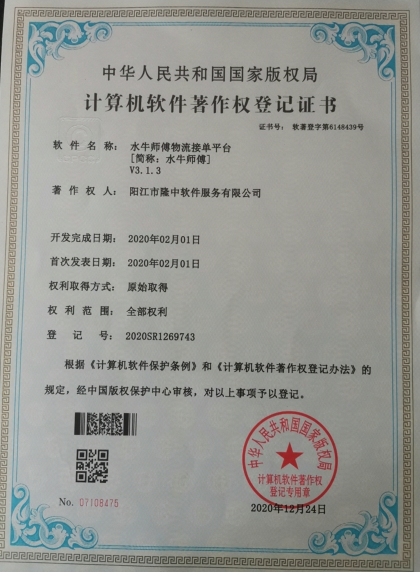 中华人民共和国国家版权局
计算机软件著作权登记证书
证书号： 软著登字第6148439号
软件名称： 水牛师傅物流接单平台
[简称：水牛师傅]
V3.1.3
著作权人： 阳江市隆中软件服务有限公司
开发完成日期： 2020年02月01日
首次发表日期： 2020年02月01日
权利取得方式： 原始取得
权利范围： 全部权利
登记号： 2020SR1269743
根据《计算机软件保护条例》和《计算机软件著作权登记办法》的
规定，经中国版权保护中心审核，对以上事项予以登记。
中华人民共和国国家版权局
计算机软件著作权
登记专用章
No. 07108475
2020年12月24日